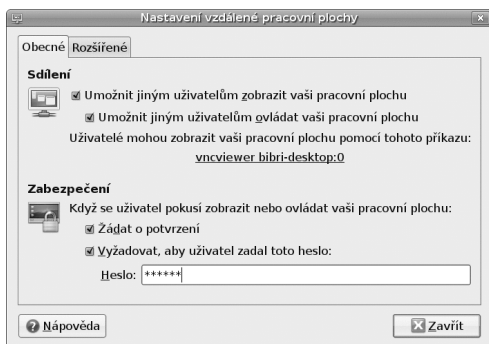 Nastavení vzdálené pracovní plochy
Obecné Rozšířené
Sdílení
Umožnit jiným uživatelům zobrazit vaši pracovní plochu
Umožnit jiným uživatelům ovládat vaši pracovní plochu
Uživatelé mohou zobrazit vaši pracovní plochu pomocí tohoto příkazu:
vncviewer bibri-desktop:0
Zabezpečení
Když se uživatel pokusí zobrazit nebo ovládat vaši pracovní plochu:
Žádat o potvrzení
Vyžadovat, aby uživatel zadal toto heslo:
Heslo: ******
Nápověda Zavřít